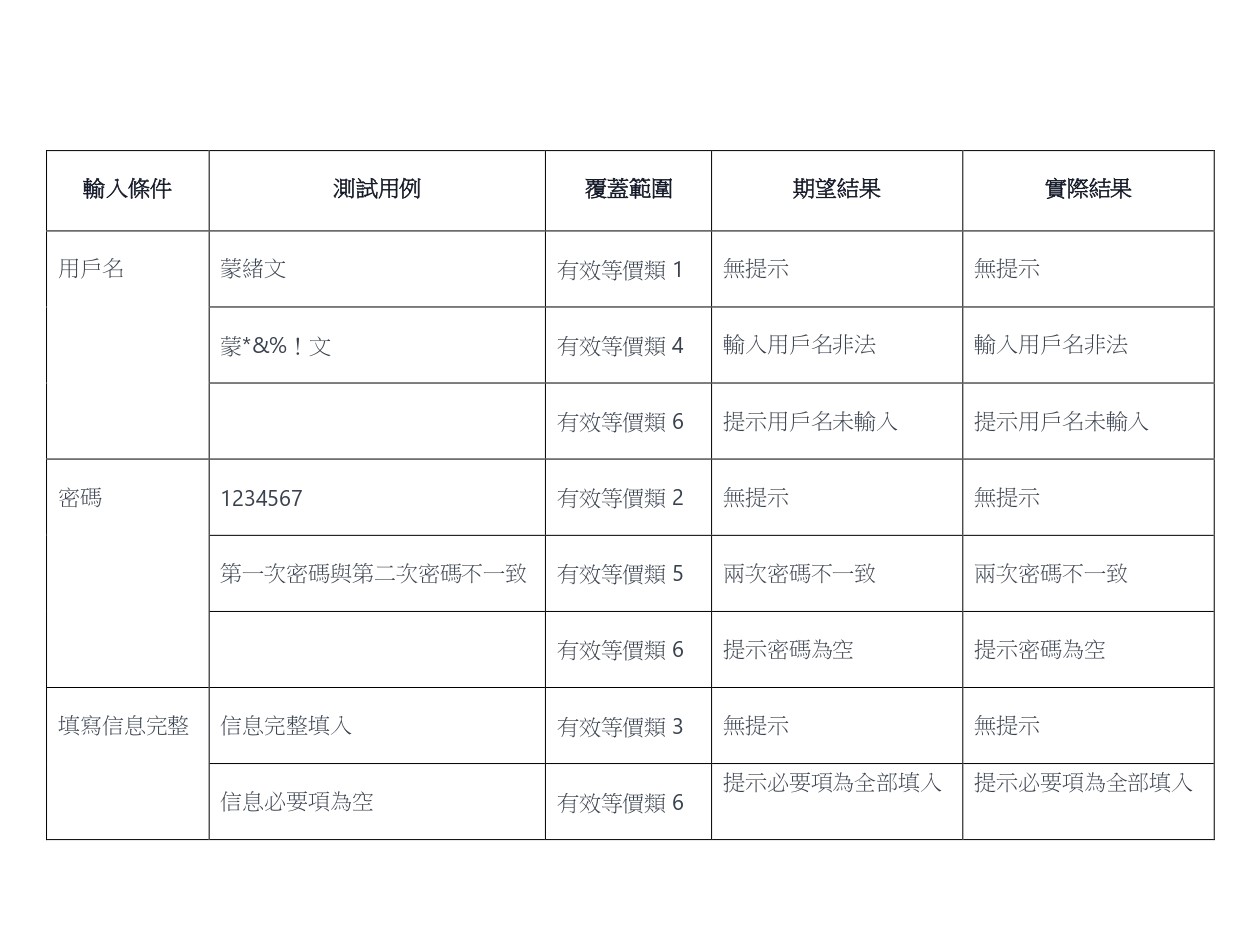 輸入條件 測試用例 覆蓋範圍 期望結果 實際結果
用戶名 蒙緒文 有效等價類 1 無提示 無提示
蒙*&%！文 有效等價類 4 輸入用戶名非法 輸入用戶名非法
有效等價類 6 提示用戶名未輸入 提示用戶名未輸入
密碼 1234567 有效等價類 2 無提示 無提示
第一次密碼與第二次密碼不一致 有效等價類 5 兩次密碼不一致 兩次密碼不一致
有效等價類 6 提示密碼為空 提示密碼為空
填寫信息完整 信息完整填入 有效等價類 3 無提示 無提示
信息必要項為空 有效等價類 6 提示必要項為全部填入 提示必要項為全部填入